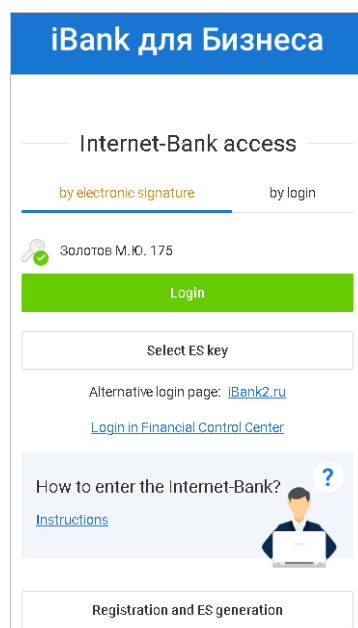 iBank для Бизнеса
Internet-Bank access
by electronic signature by login
Золотов М.Ю. 175
Login
Select ES key
Alternative login page: iBank2.ru
Login in Financial Control Center
?
How to enter the Internet-Bank?
Instructions
Registration and ES generation